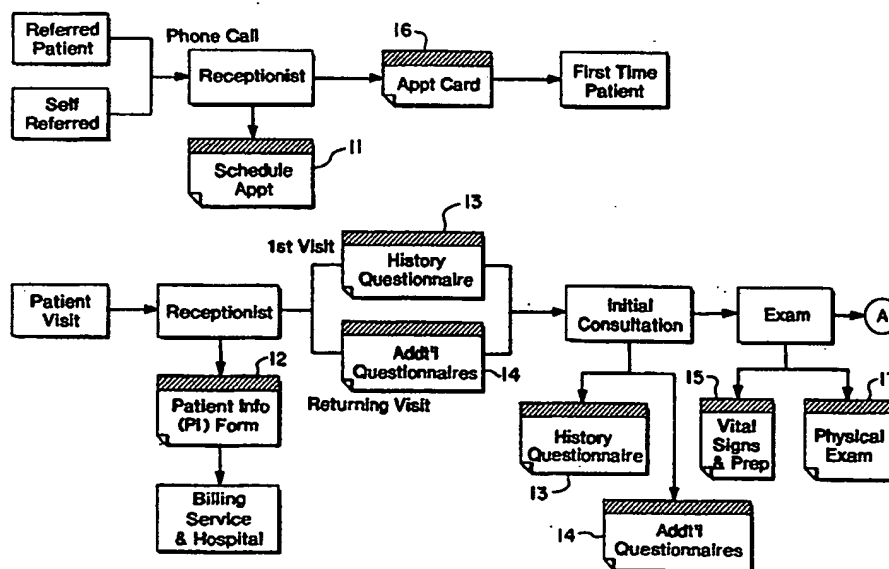 Referred
Patient
Self
Referred
Phone Call
Receptionist
16
Appt Card
First Time
Patient
Schedule
Appt
11
Patient
Visit
Receptionist
1st Visit
13
History
Questionnaire
Addt'l
Questionnaires
14
Returning Visit
12
Patient Info
(PI) Form
Billing
Service
& Hospital
Initial
Consultation
Exam
A
History
Questionnaire
13
Addt'l
Questionnaires
14
15
Vital
Signs
& Prep
Physical
Exam